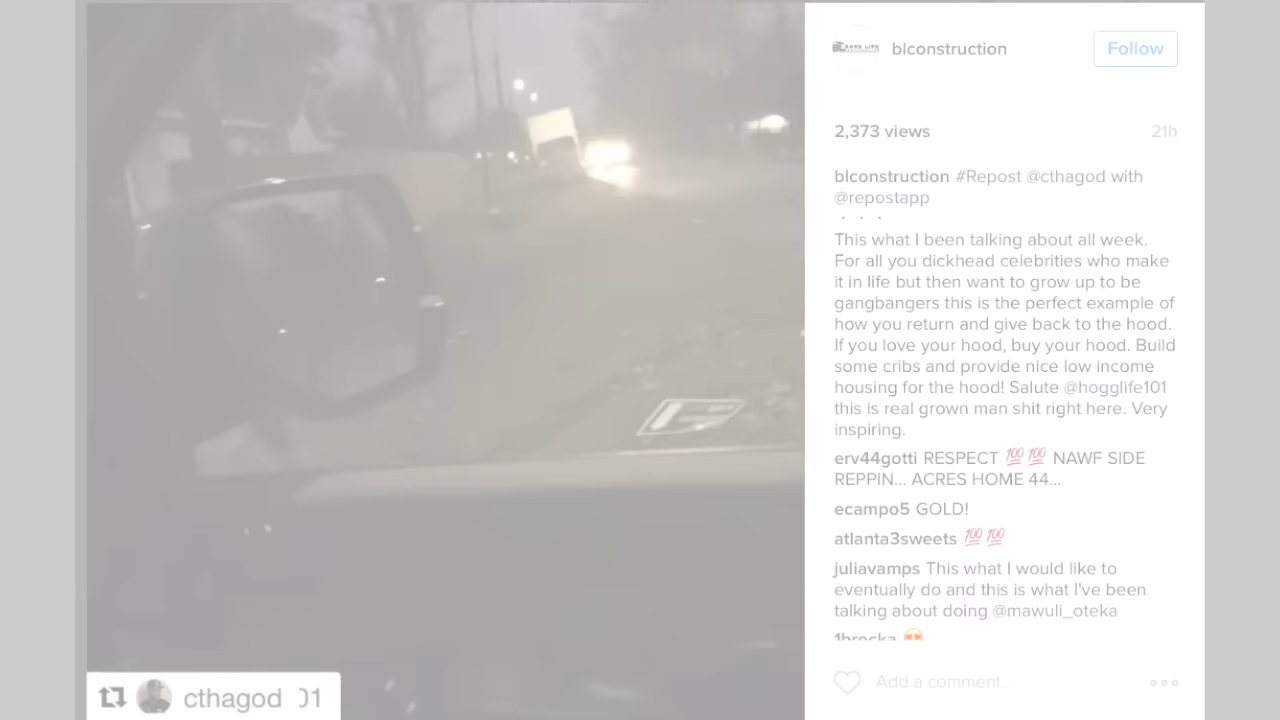 blconstruction
Follow
2,373 views
21h
blconstruction #Repost @cthagod with
@repostapp
. . .
This what I been talking about all week.
For all you dickhead celebrities who make
it in life but then want to grow up to be
gangbangers this is the perfect example of
how you return and give back to the hood.
If you love your hood, buy your hood. Build
some cribs and provide nice low income
housing for the hood! Salute @hogglife101
this is real grown man shit right here. Very
inspiring.
erv44gotti RESPECT 💯💯 NAWF SIDE
REPPIN... ACRES HOME 44...
ecampo5 GOLD!
atlanta3sweets 💯💯
juliavamps This what I would like to
eventually do and this is what I've been
talking about doing @mawuli_oteka
1brocka 😍
Add a comment...
cthagod